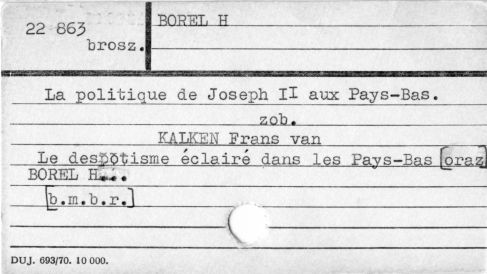 BOREL H
22 863
brosz.
La politique de Joseph II aux Pays-Bas.
zob.
KALKEN Frans van
Le despotisme éclairé dans les Pays-Bas [oraz]
BOREL H...
[b.m.b.r.]
DUJ. 693/70. 10 000.